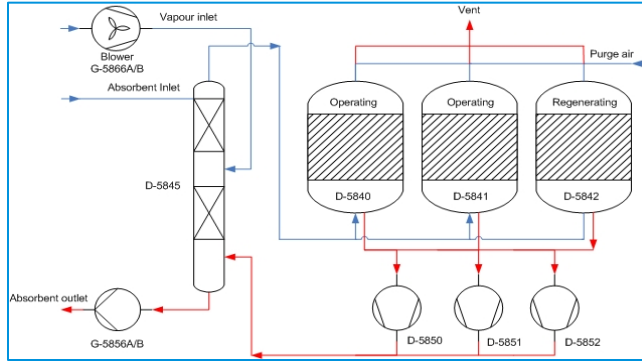 Vapour inlet
Vent
Blower
G-5866A/B
Purge air
Absorbent Inlet
Operating
Operating
Regenerating
D-5845
D-5840
D-5841
D-5842
Absorbent outlet
G-5856A/B
D-5850
D-5851
D-5852